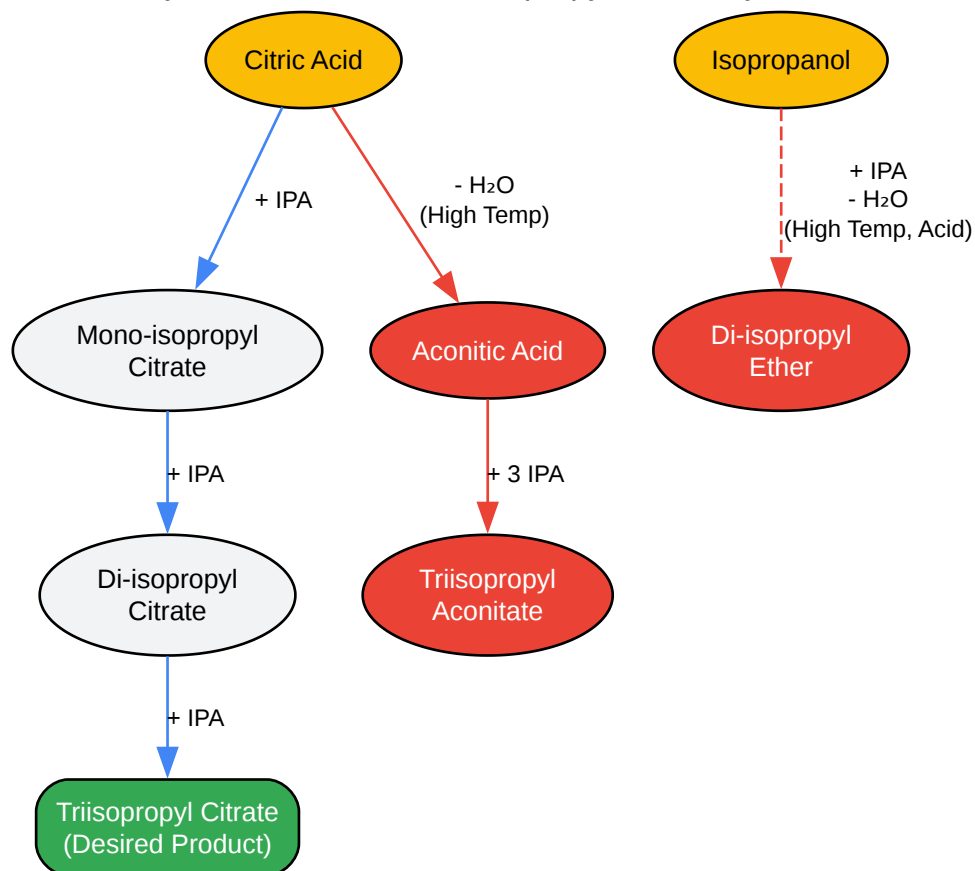 Citric Acid
Isopropanol
+ IPA
- H₂O
(High Temp)
+ IPA
- H₂O
(High Temp, Acid)
Mono-isopropyl
Citrate
Aconitic Acid
Di-isopropyl
Ether
+ IPA
+ 3 IPA
Di-isopropyl
Citrate
Triisopropyl
Aconitate
+ IPA
Triisopropyl Citrate
(Desired Product)